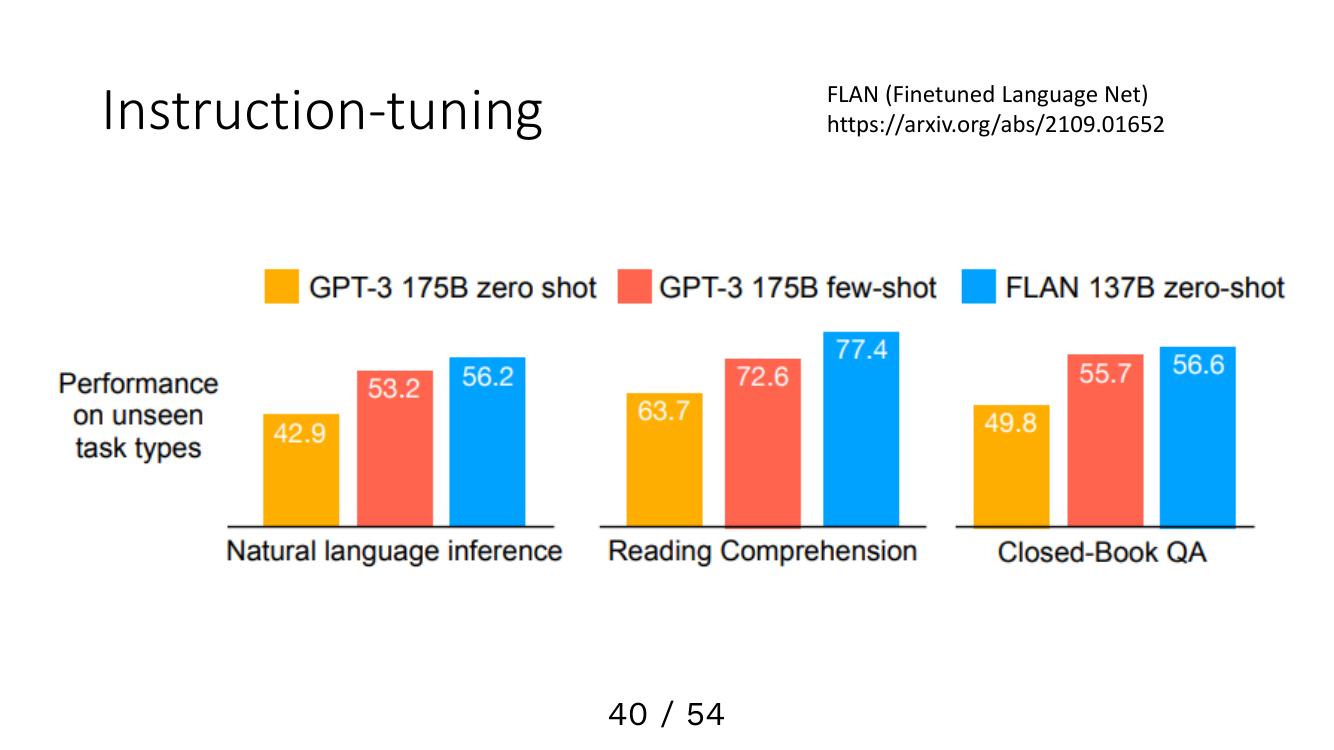 Instruction-tuning
FLAN (Finetuned Language Net)
https://arxiv.org/abs/2109.01652
GPT-3 175B zero shot
GPT-3 175B few-shot
FLAN 137B zero-shot
Performance
on unseen
task types
42.9
53.2
56.2
Natural language inference
63.7
72.6
77.4
Reading Comprehension
49.8
55.7
56.6
Closed-Book QA
40 / 54